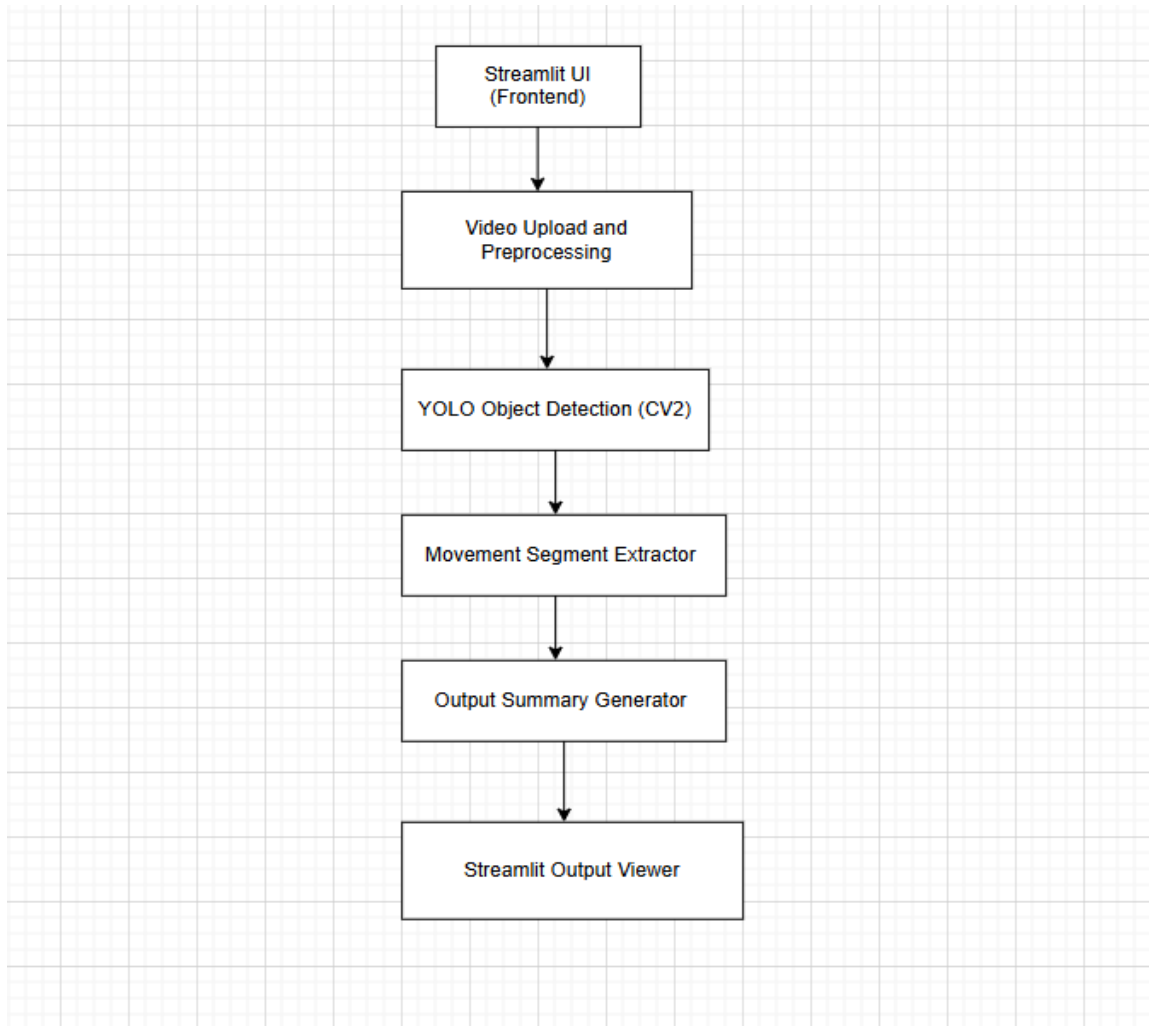 Streamlit UI
(Frontend)
Video Upload and
Preprocessing
YOLO Object Detection (CV2)
Movement Segment Extractor
Output Summary Generator
Streamlit Output Viewer